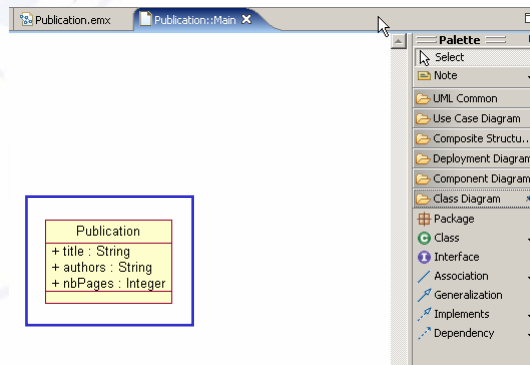 Publication.emx
Publication::Main
Palette
Select
Note
UML Common
Use Case Diagram
Composite Structu..
Deployment Diagram
Component Diagram
Class Diagram
Package
Class
Interface
Association
Generalization
Implements
Dependency
Publication
+ title : String
+ authors : String
+ nbPages : Integer